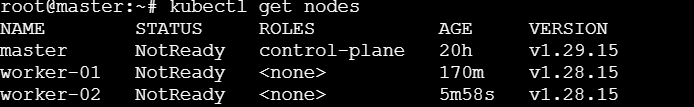 root@master:~# kubectl get nodes
NAME STATUS ROLES AGE VERSION
master NotReady control-plane 20h v1.29.15
worker-01 NotReady <none> 170m v1.28.15
worker-02 NotReady <none> 5m58s v1.28.15